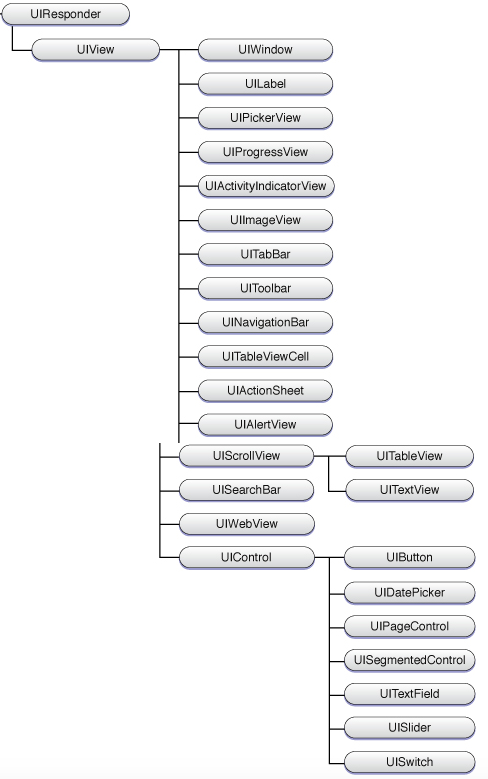 UIResponder
UIView
UIWindow
UILabel
UIPickerView
UIProgressView
UIActivityIndicatorView
UIImageView
UITabBar
UIToolbar
UINavigationBar
UITableViewCell
UIActionSheet
UIAlertView
UIScrollView
UITableView
UITextView
UISearchBar
UIWebView
UIControl
UIButton
UIDatePicker
UIPageControl
UISegmentedControl
UITextField
UISlider
UISwitch